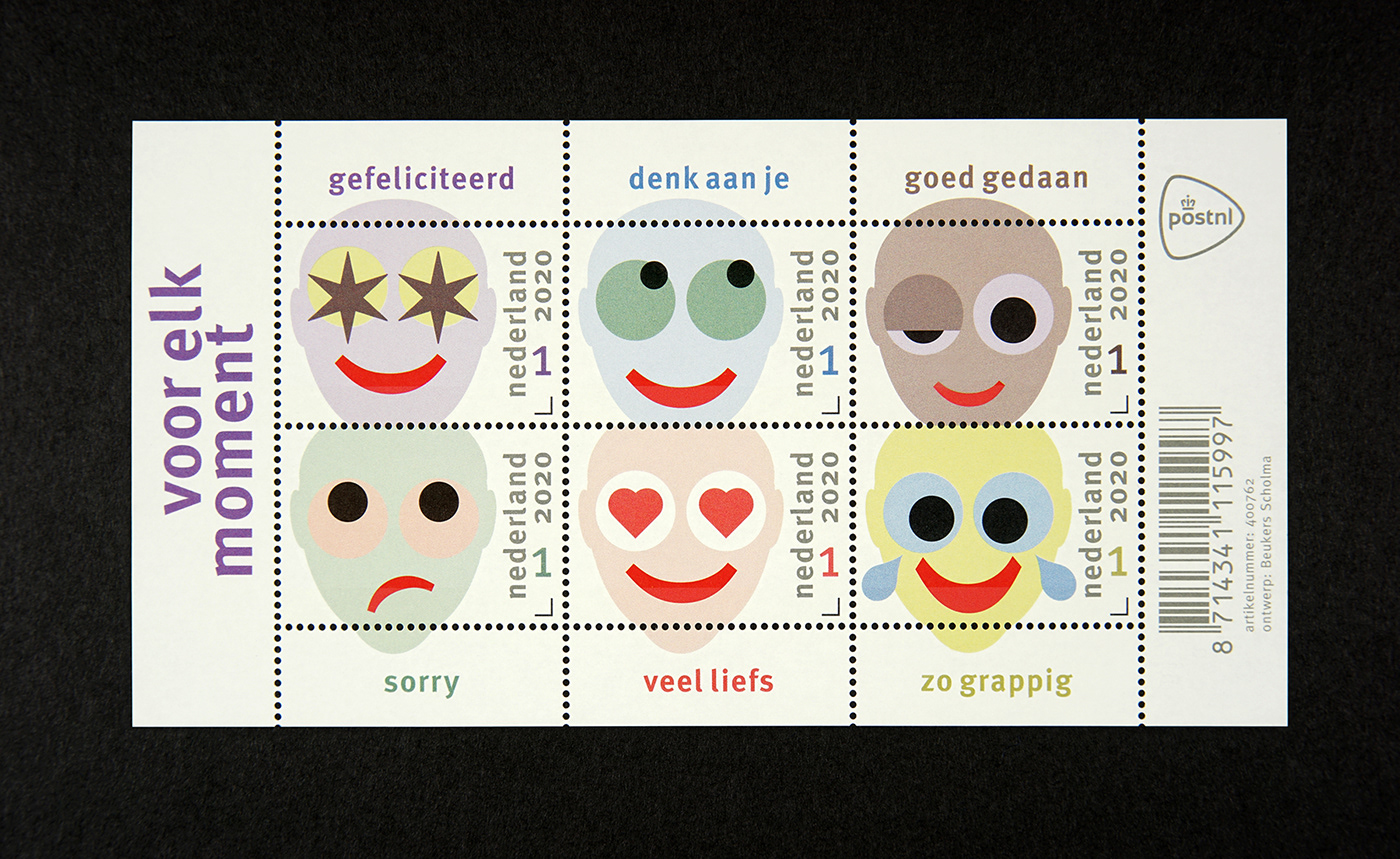 voor elk
moment
gefeliciteerd
denk aan je
goed gedaan
nederland
1 2020
nederland
1 2020
nederland
1 2020
nederland
1 2020
nederland
1 2020
nederland
1 2020
sorry
veel liefs
zo grappig
postnl
8 714341 115997
artikelnummer: 400762
ontwerp: Beukers Scholma